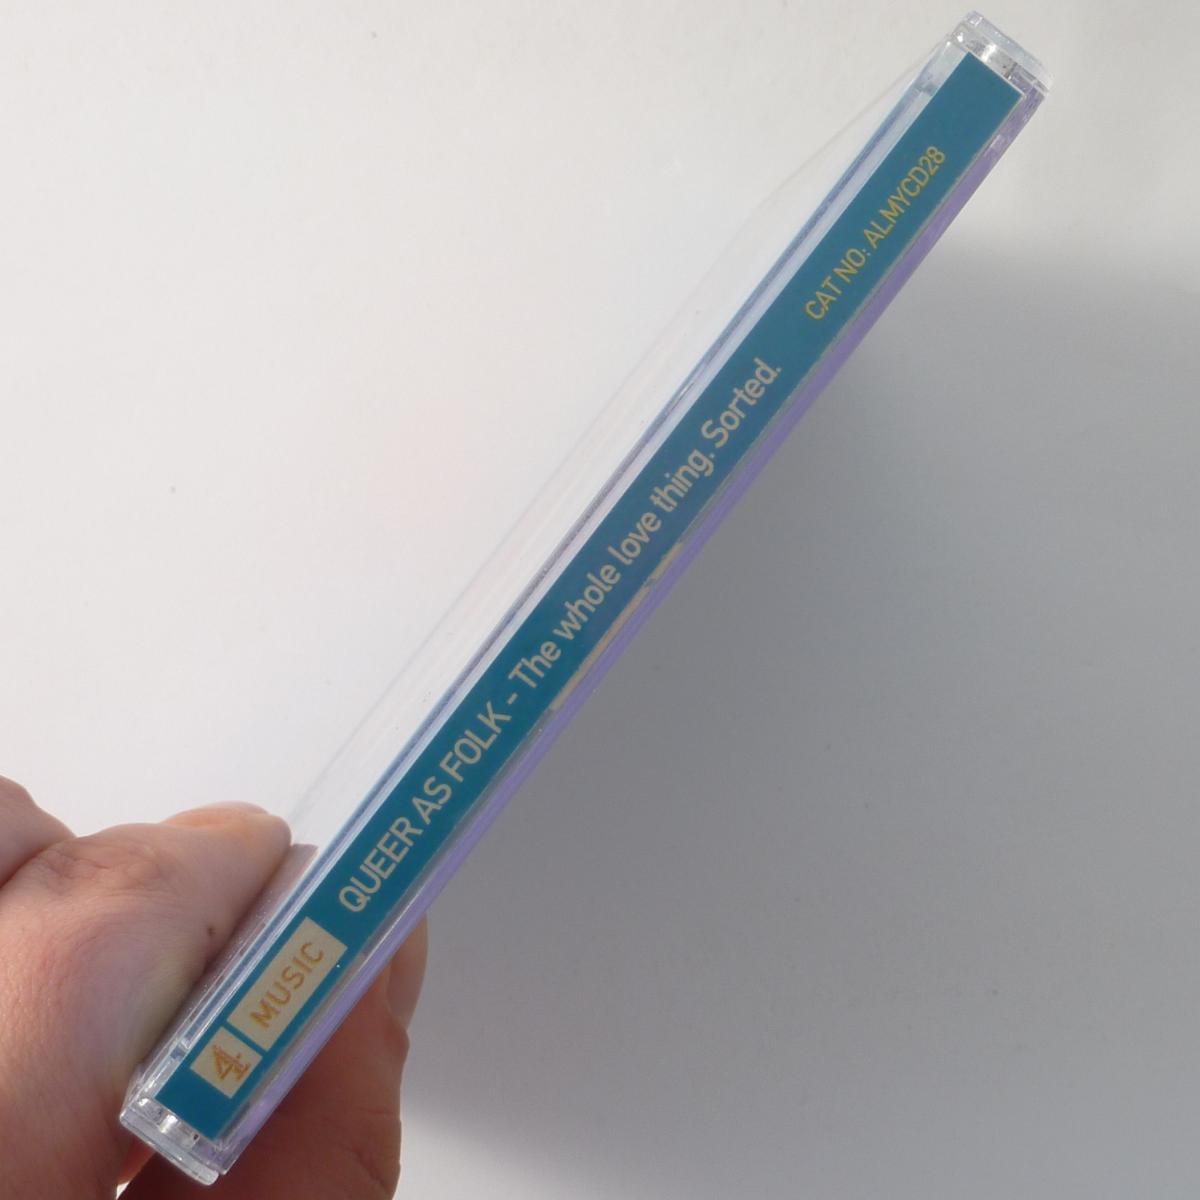 4 MUSIC QUEER AS FOLK - The whole love thing. Sorted. CAT NO: ALMYCD28